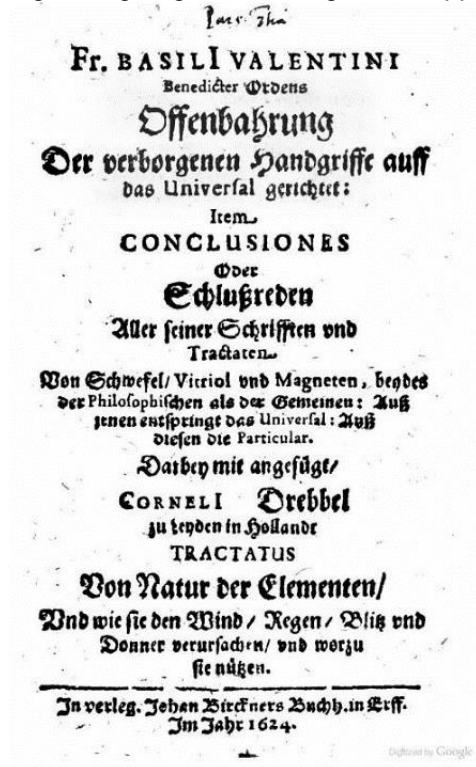 Fr. BASILI VALENTINI
Benedicter Ordens
Offenbahrung
Der verborgenen Handgriffe auff
das Universal gerichtet:
Item
CONCLUSIONES
Oder
Schlußreden
Aller seiner Schrifften vnd
Tractaten
Von Schwefel/ Vitriol vnd Magneten, beydes
der Philosophischen als der Gemeinen: Auß
jenen entspringt das Universal: Auß
diesen die Particular.
Darbey mit angefügt/
CORNELI Drebbel
zu Leyden in Hollandt
TRACTATUS
Von Natur der Elementen/
Vnd wie sie den Wind/ Regen/ Blitz vnd
Donner verursachen/ vnd worzu
sie nützen.
In verleg. Johan Birckners Buchh. in Erff.
Im Jahr 1624.
Digitized by Google